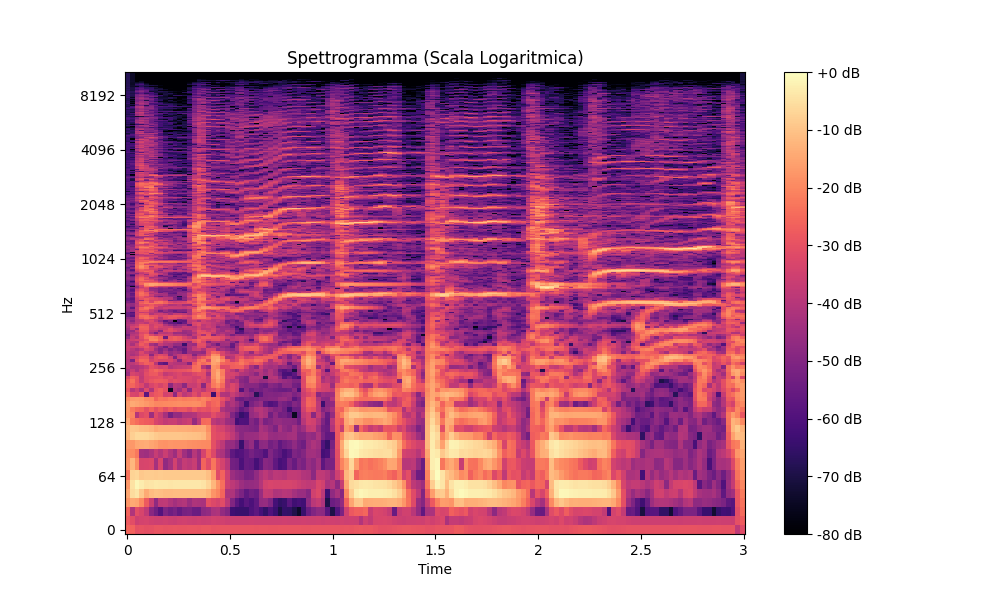 Spettrogramma (Scala Logaritmica)
Hz
8192
4096
2048
1024
512
256
128
64
0
0
0.5
1
1.5
2
2.5
3
Time
+0 dB
-10 dB
-20 dB
-30 dB
-40 dB
-50 dB
-60 dB
-70 dB
-80 dB